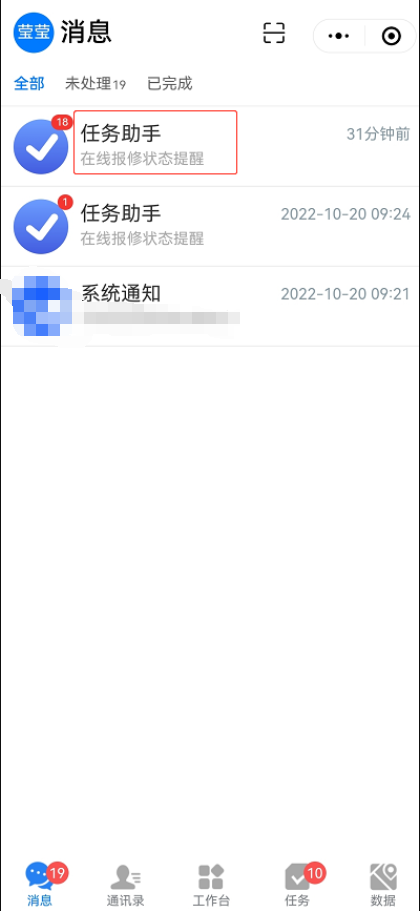 莹莹 消息
全部 未处理19 已完成
18
任务助手 31分钟前
在线报修状态提醒
1
任务助手 2022-10-20 09:24
在线报修状态提醒
系统通知 2022-10-20 09:21
19 10
消息 通讯录 工作台 任务 数据